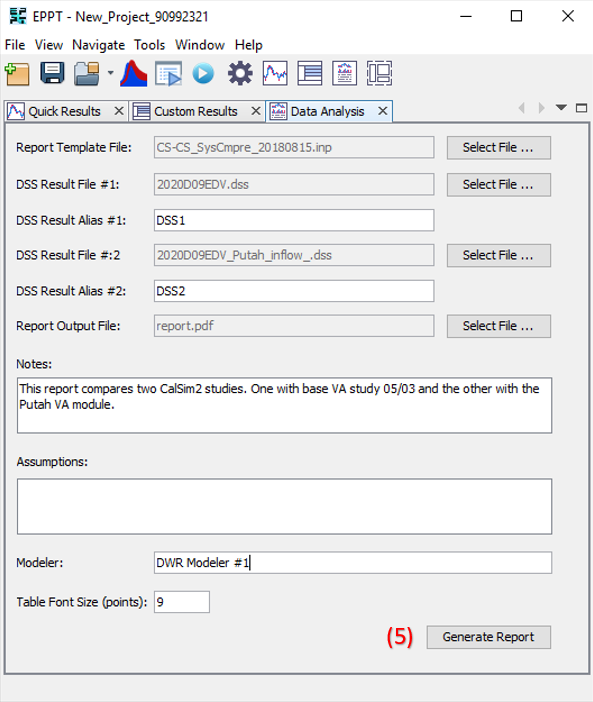 EPPT - New_Project_90992321
File View Navigate Tools Window Help
Quick Results Custom Results Data Analysis
Report Template File: CS-CS_SysCmpre_20180815.inp Select File ...
DSS Result File #1: 2020D09EDV.dss Select File ...
DSS Result Alias #1: DSS1
DSS Result File #:2 2020D09EDV_Putah_inflow_.dss Select File ...
DSS Result Alias #2: DSS2
Report Output File: report.pdf Select File ...
Notes:
This report compares two CalSim2 studies. One with base VA study 05/03 and the other with the
Putah VA module.
Assumptions:
Modeler: DWR Modeler #1
Table Font Size (points): 9
(5) Generate Report